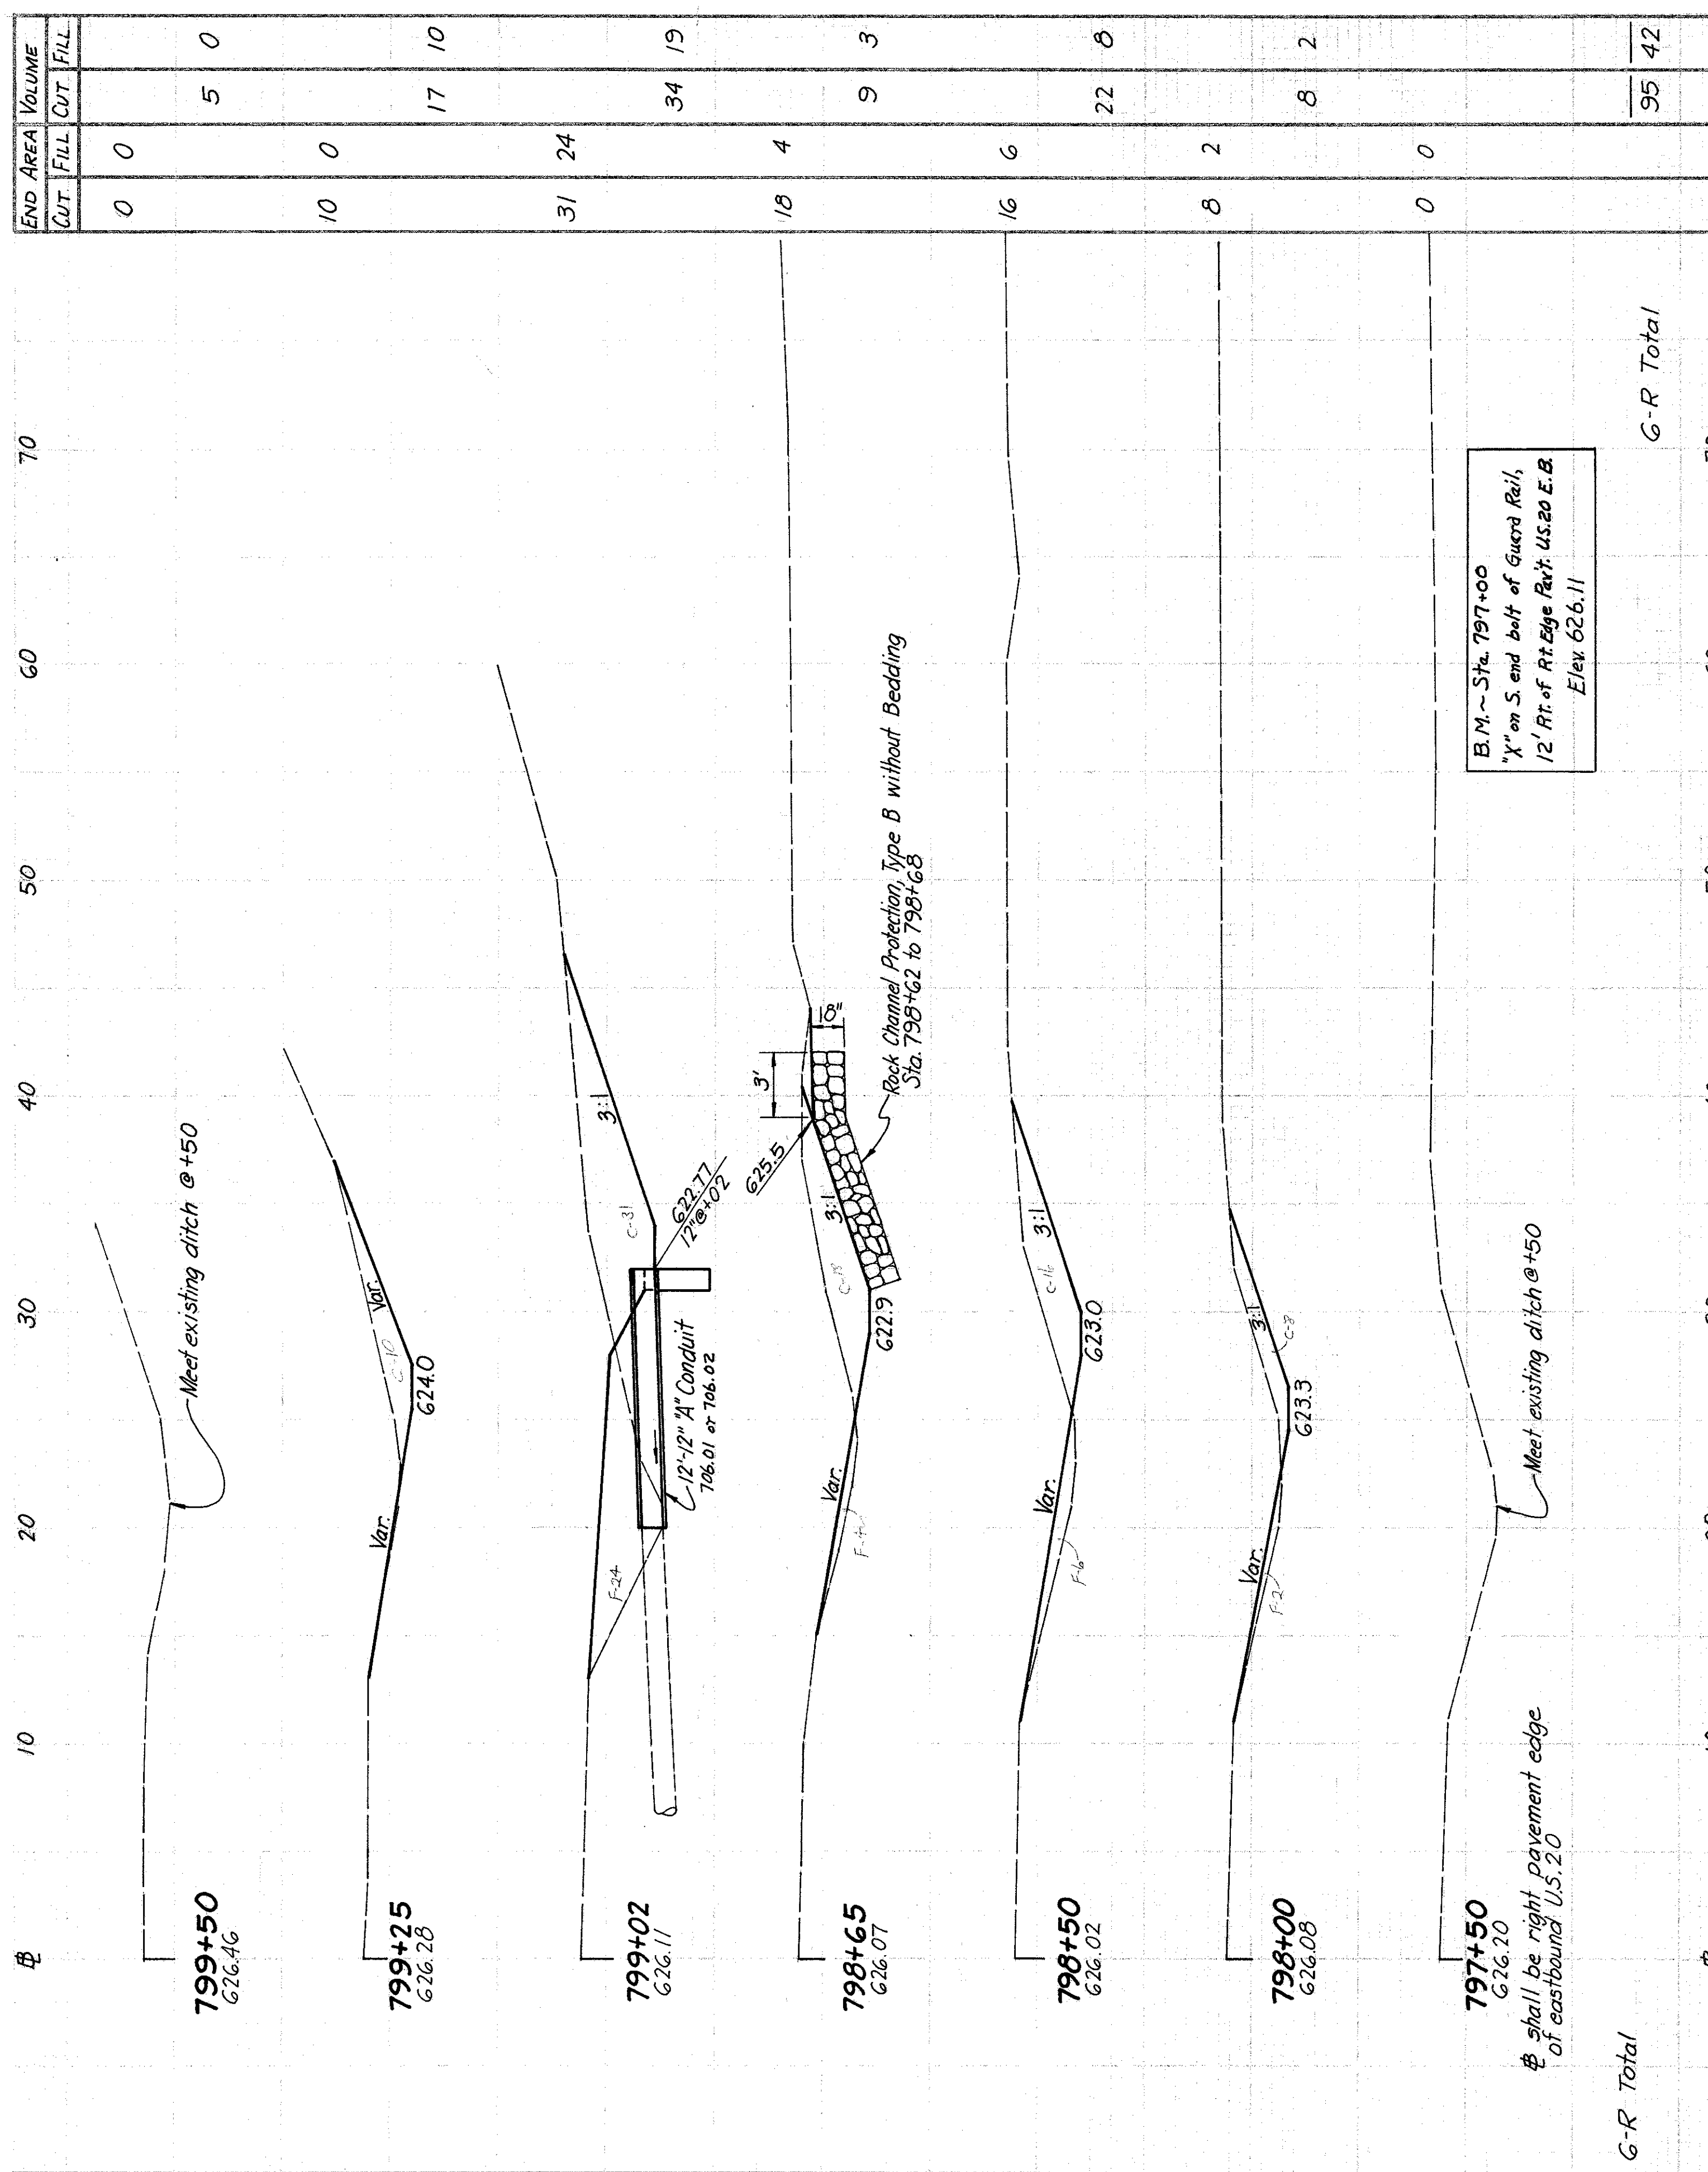 END AREA VOLUME
CUT FILL CUT FILL
℄ 10 20 30 40 50 60 70
799+50
626.46
Meet existing ditch @ +50
0 0
5 0
799+25
626.28
Var.
624.0
Var.
C-10
10 0
17 10
799+02
626.11
F-24
12'-12" "A" Conduit
706.01 or 706.02
C-31
3:1
622.77
12"@+02
31 24
34 19
798+65
626.07
Var.
F-4
622.9
C-18
3:1
625.5
3'
18"
Rock Channel Protection, Type B without Bedding
Sta. 798+62 to 798+68
18 4
9 3
798+50
626.02
Var.
F-6
623.0
C-16
3:1
16 6
22 8
798+00
626.08
Var.
F-2
623.3
C-8
3:1
8 2
8 2
797+50
626.20
Meet existing ditch @ +50
0 0
shall be right pavement edge
of eastbound U.S. 20
B.M. ~ Sta. 797+00
"X" on S. end bolt of Guard Rail,
12' Rt. of Rt. Edge Pav't. U.S. 20 E.B.
Elev. 626.11
G-R Total
G-R Total
95 42